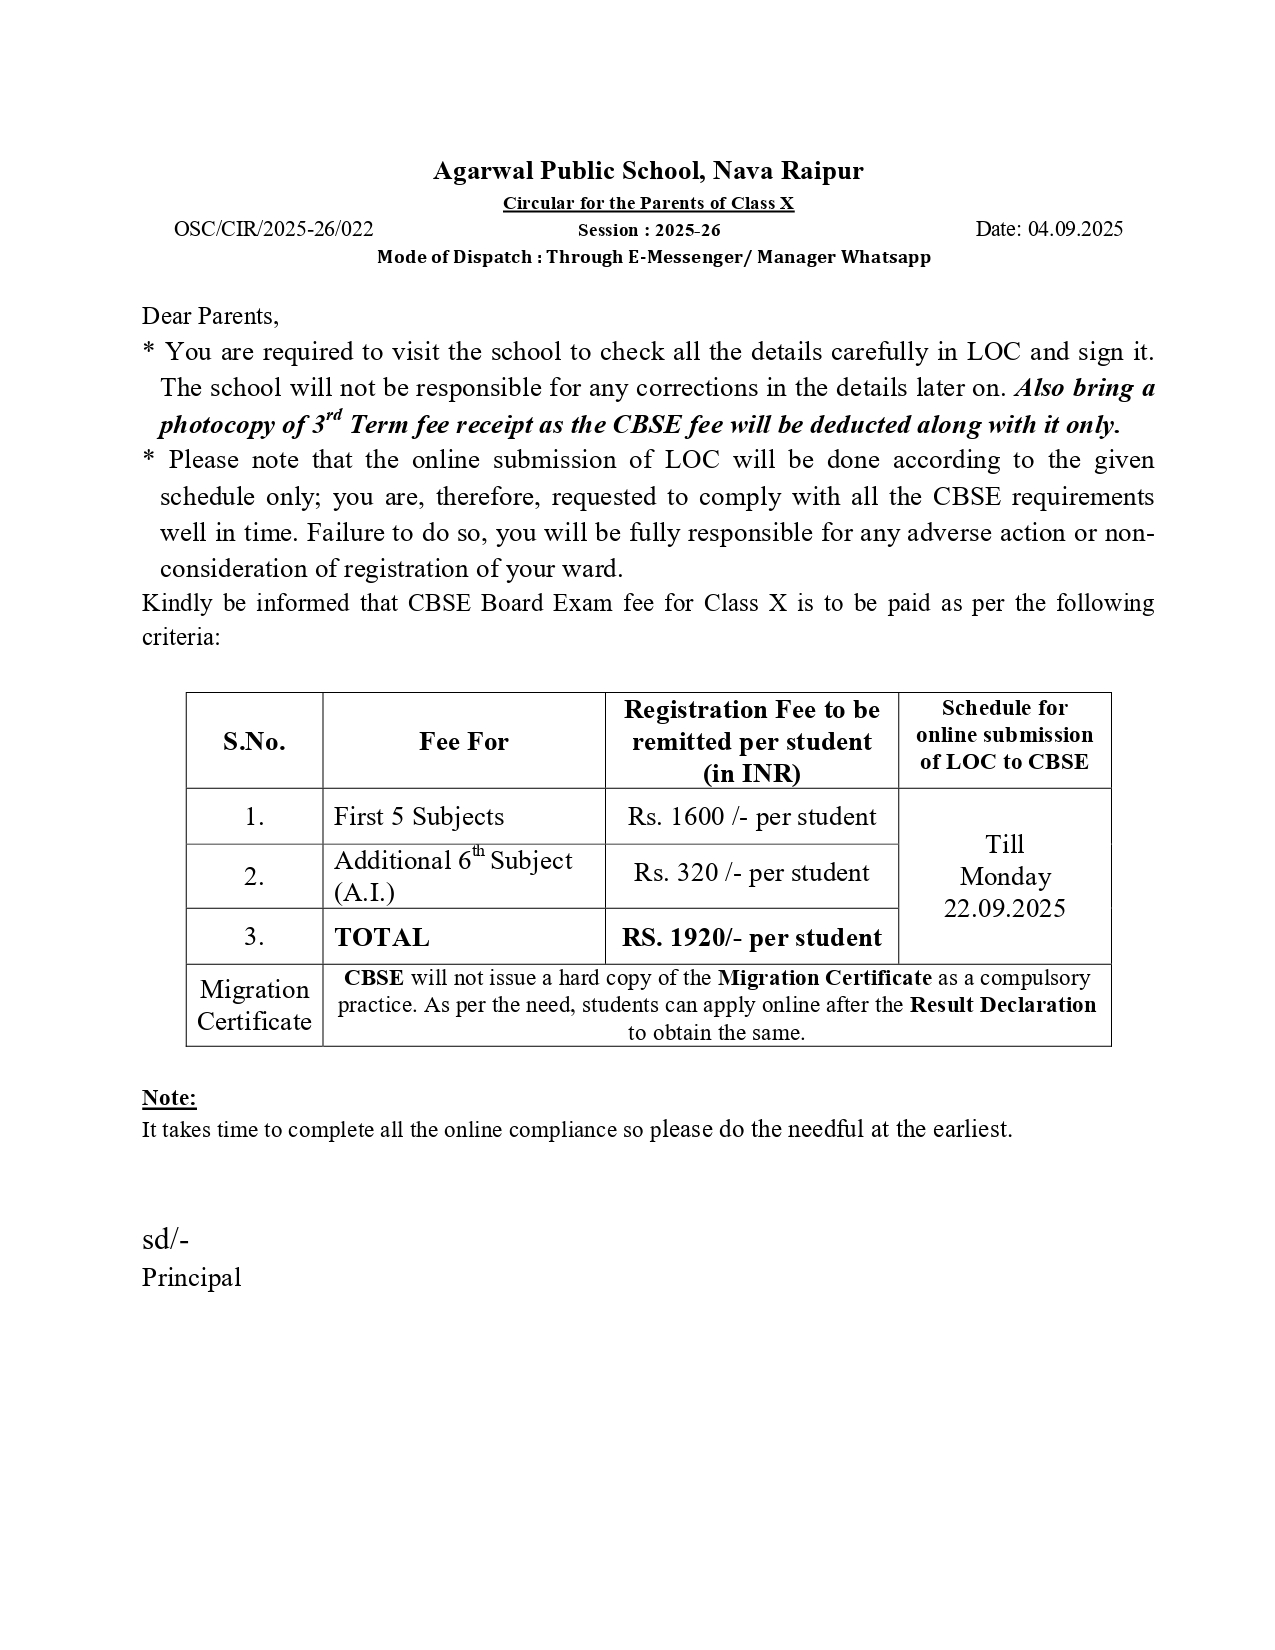 Agarwal Public School, Nava Raipur
Circular for the Parents of Class X
OSC/CIR/2025-26/022 Session : 2025-26 Date: 04.09.2025
Mode of Dispatch : Through E-Messenger/ Manager Whatsapp
Dear Parents,
* You are required to visit the school to check all the details carefully in LOC and sign it.
The school will not be responsible for any corrections in the details later on. Also bring a
photocopy of 3rd Term fee receipt as the CBSE fee will be deducted along with it only.
* Please note that the online submission of LOC will be done according to the given
schedule only; you are, therefore, requested to comply with all the CBSE requirements
well in time. Failure to do so, you will be fully responsible for any adverse action or non-
consideration of registration of your ward.
Kindly be informed that CBSE Board Exam fee for Class X is to be paid as per the following
criteria:
S.No.
Fee For
Registration Fee to be
remitted per student
(in INR)
Schedule for
online submission
of LOC to CBSE
1.
First 5 Subjects
Rs. 1600 /- per student
Till
Monday
22.09.2025
2.
Additional 6th Subject
(A.I.)
Rs. 320 /- per student
3.
TOTAL
RS. 1920/- per student
Migration
Certificate
CBSE will not issue a hard copy of the Migration Certificate as a compulsory
practice. As per the need, students can apply online after the Result Declaration
to obtain the same.
Note:
It takes time to complete all the online compliance so please do the needful at the earliest.
sd/-
Principal